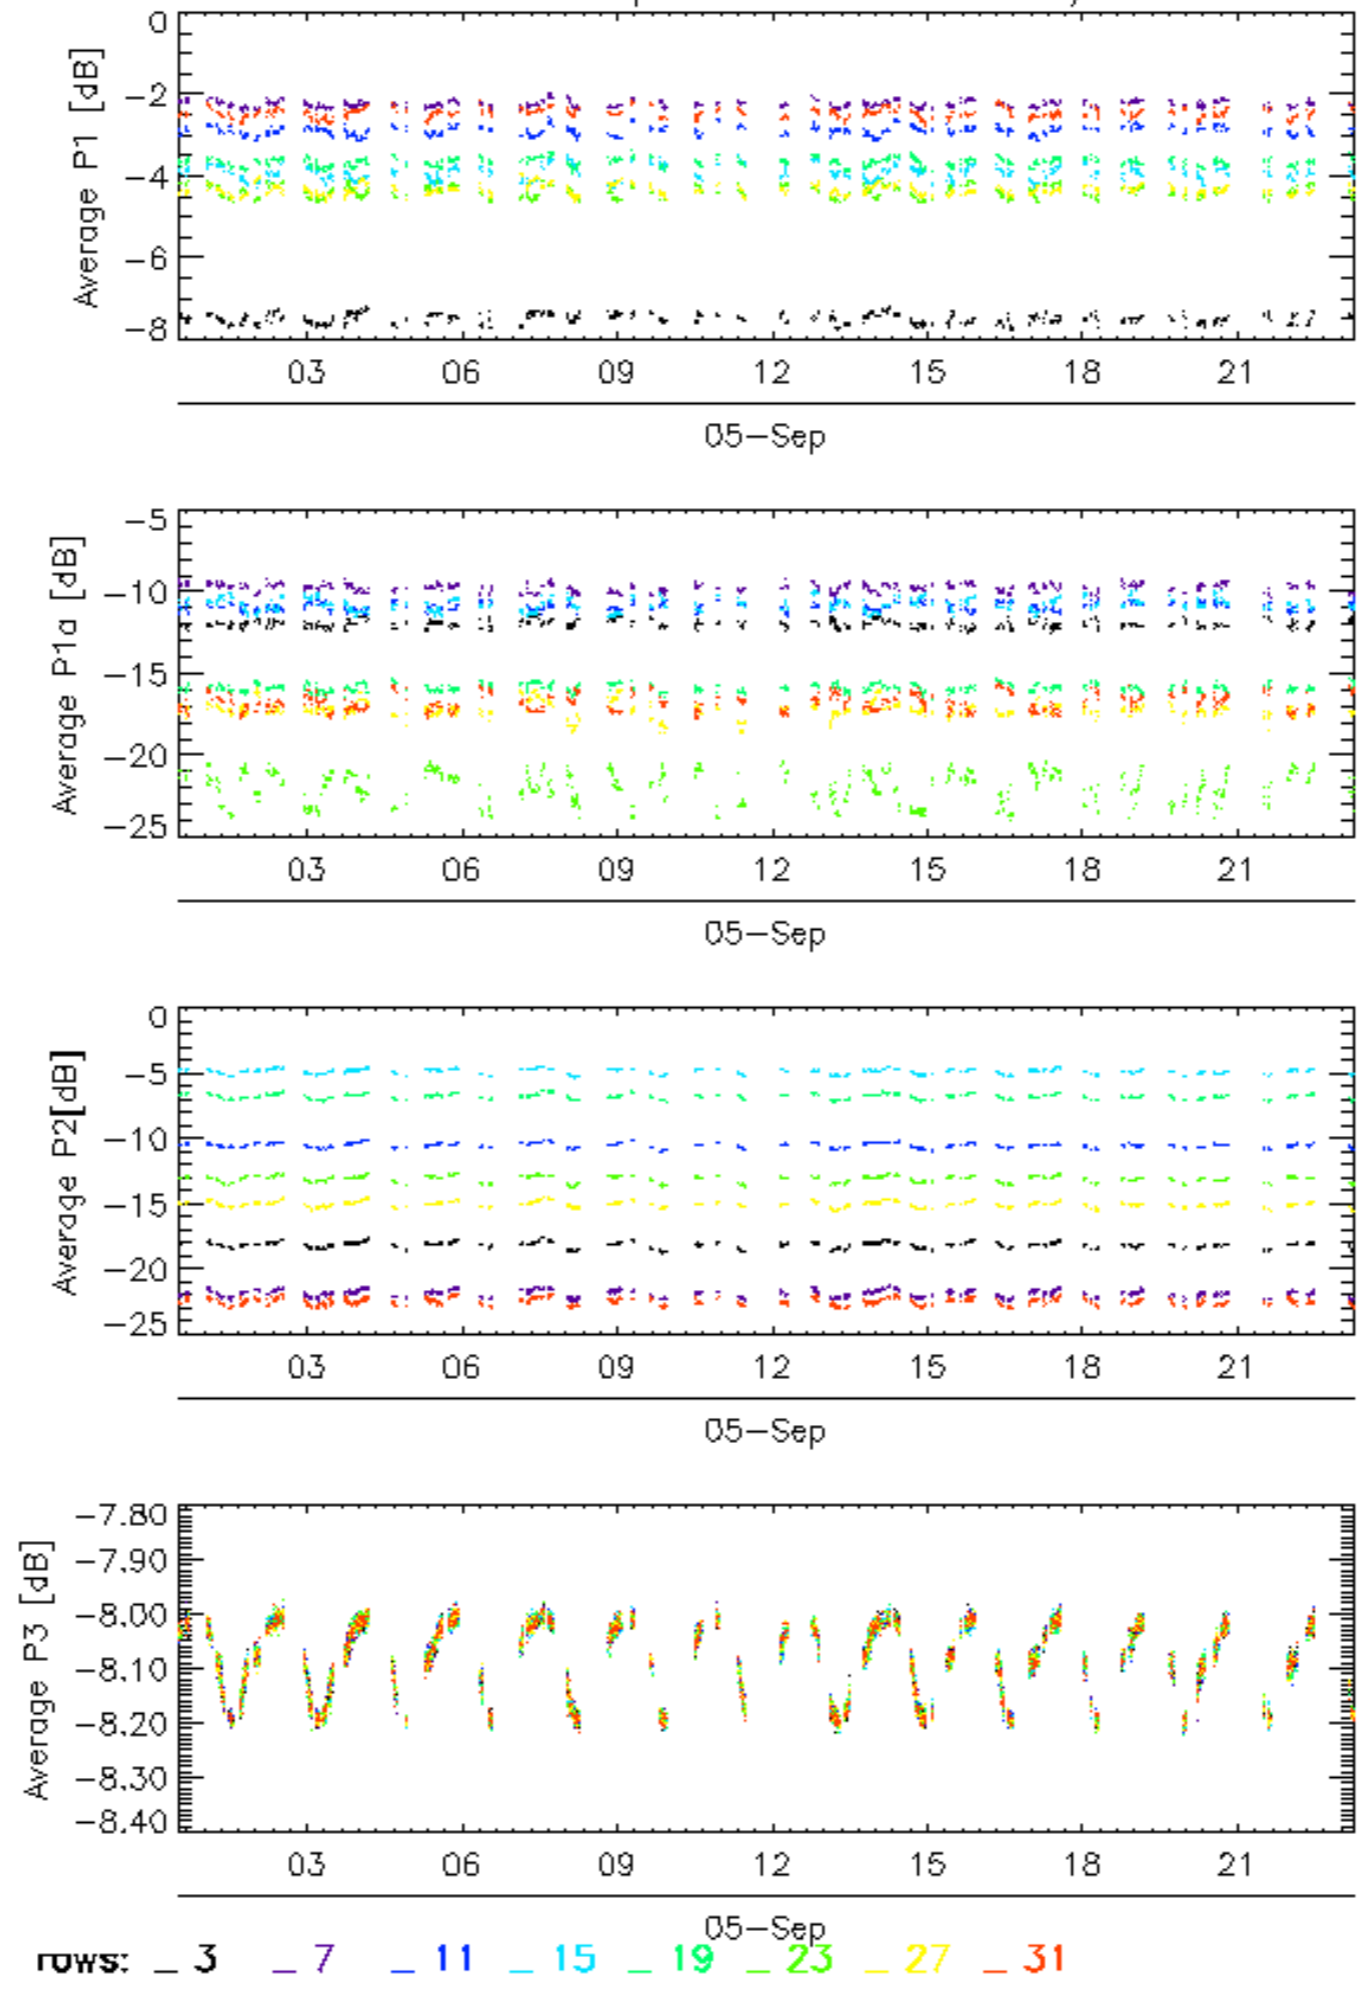 0
−2
−4
−6
−8
Average P1 [dB]
03 06 09 12 15 18 21
05−Sep
−5
−10
−15
−20
−25
Average P1a [dB]
03 06 09 12 15 18 21
05−Sep
0
−5
−10
−15
−20
−25
Average P2[dB]
03 06 09 12 15 18 21
05−Sep
−7.80
−7.90
−8.00
−8.10
−8.20
−8.30
−8.40
Average P3 [dB]
03 06 09 12 15 18 21
05−Sep
rows: _ 3 _ 7 _ 11 _ 15 _ 19 _ 23 _ 27 _ 31